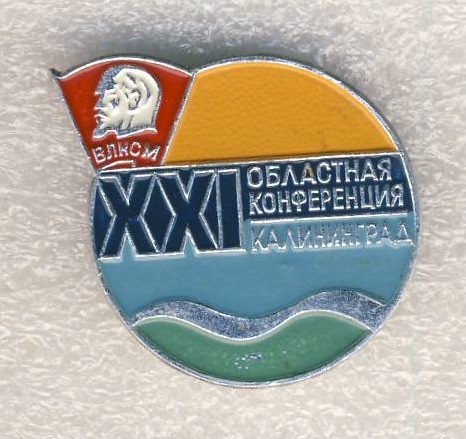 ВЛКСМ
XXI
ОБЛАСТНАЯ
КОНФЕРЕНЦИЯ
КАЛИНИНГРАД